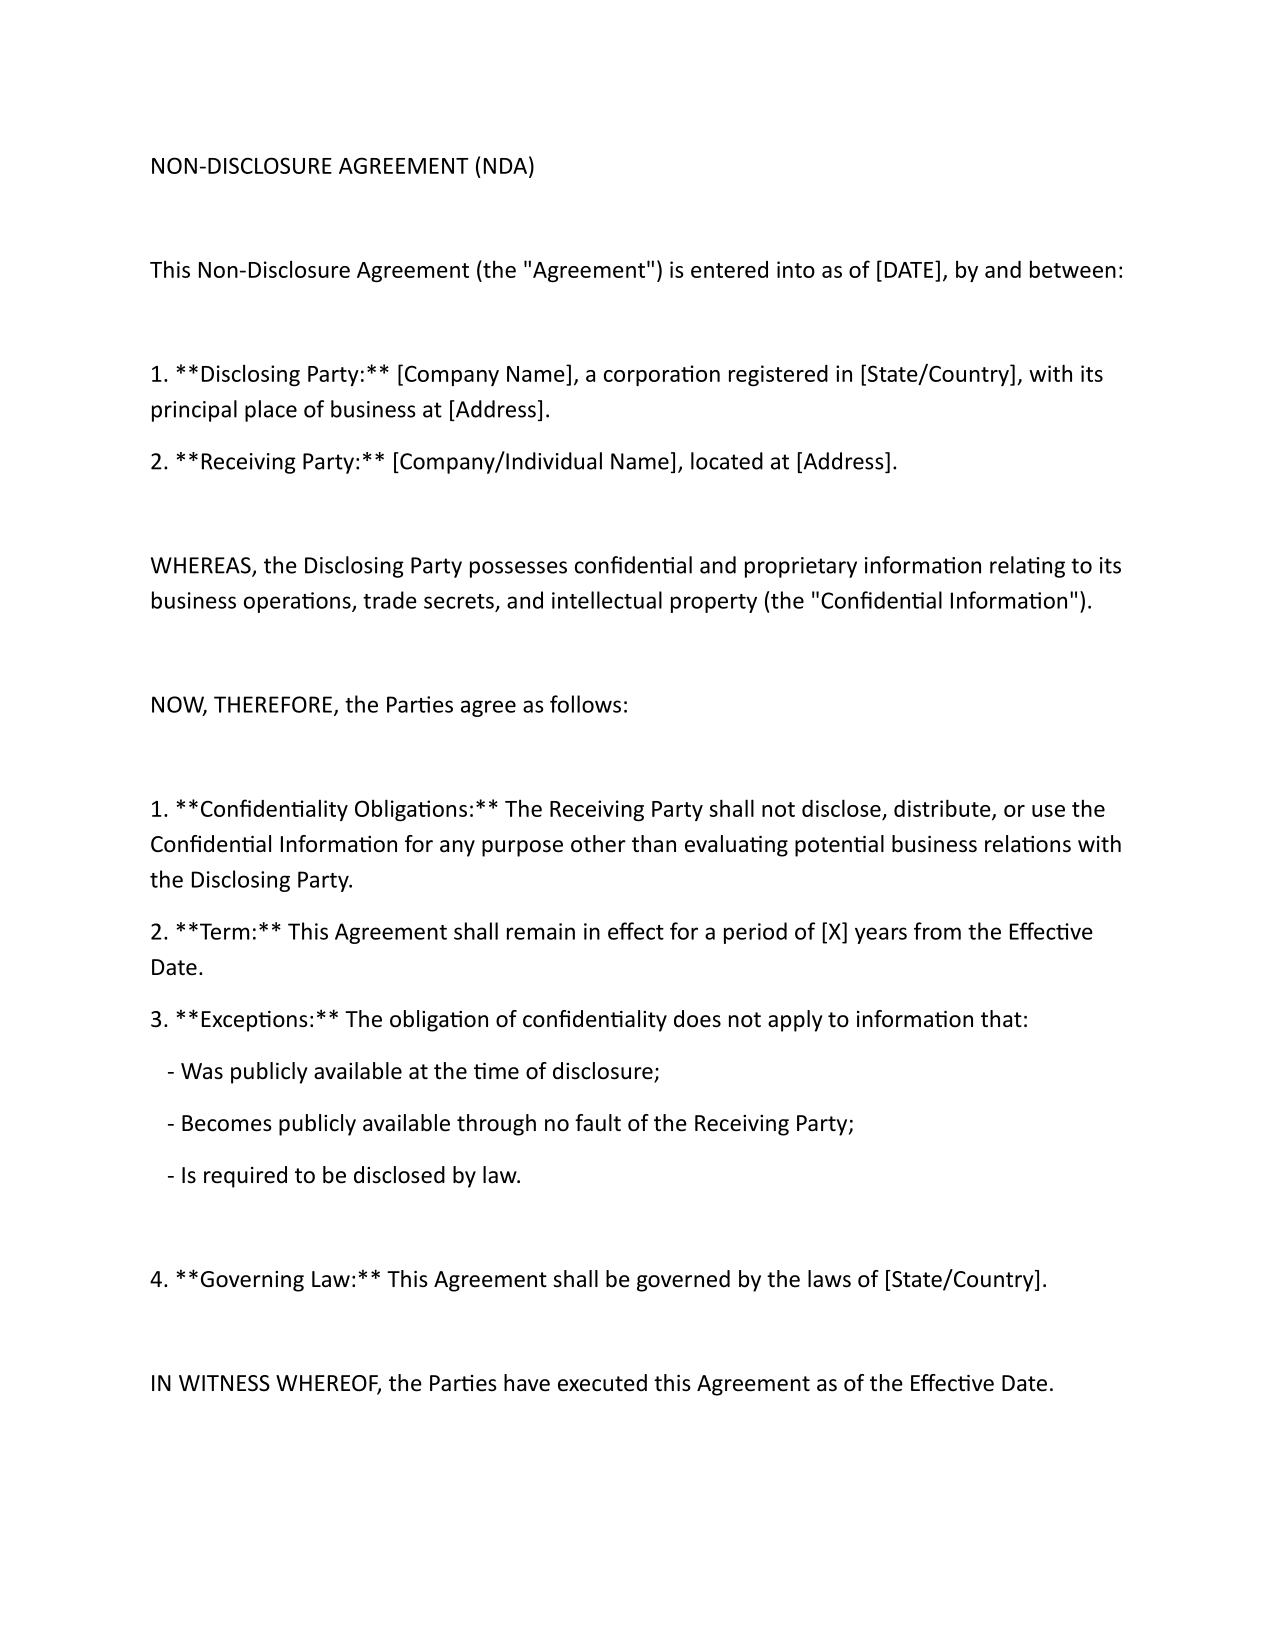 NON-DISCLOSURE AGREEMENT (NDA)
This Non-Disclosure Agreement (the "Agreement") is entered into as of [DATE], by and between:
1. **Disclosing Party:** [Company Name], a corporation registered in [State/Country], with its
principal place of business at [Address].
2. **Receiving Party:** [Company/Individual Name], located at [Address].
WHEREAS, the Disclosing Party possesses confidential and proprietary information relating to its
business operations, trade secrets, and intellectual property (the "Confidential Information").
NOW, THEREFORE, the Parties agree as follows:
1. **Confidentiality Obligations:** The Receiving Party shall not disclose, distribute, or use the
Confidential Information for any purpose other than evaluating potential business relations with
the Disclosing Party.
2. **Term:** This Agreement shall remain in effect for a period of [X] years from the Effective
Date.
3. **Exceptions:** The obligation of confidentiality does not apply to information that:
- Was publicly available at the time of disclosure;
- Becomes publicly available through no fault of the Receiving Party;
- Is required to be disclosed by law.
4. **Governing Law:** This Agreement shall be governed by the laws of [State/Country].
IN WITNESS WHEREOF, the Parties have executed this Agreement as of the Effective Date.